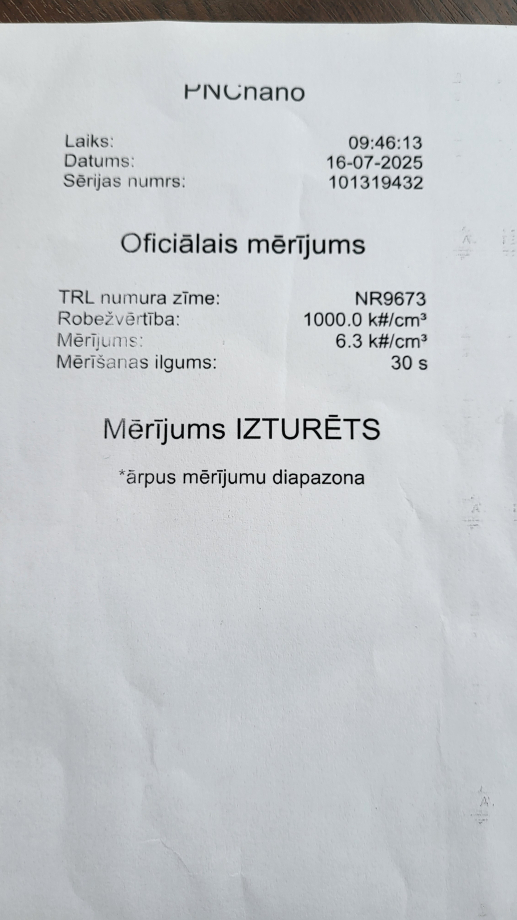 PNCnano
Laiks: 09:46:13
Datums: 16-07-2025
Sērijas numrs: 101319432
Oficiālais mērījums
TRL numura zīme: NR9673
Robežvērtība: 1000.0 k#/cm³
Mērījums: 6.3 k#/cm³
Mērīšanas ilgums: 30 s
Mērījums IZTURĒTS
*ārpus mērījumu diapazona